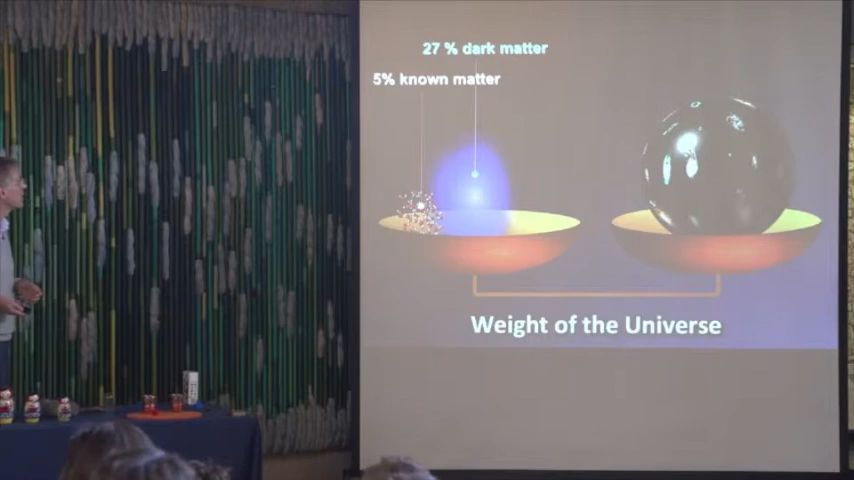 27 % dark matter
5% known matter
Weight of the Universe